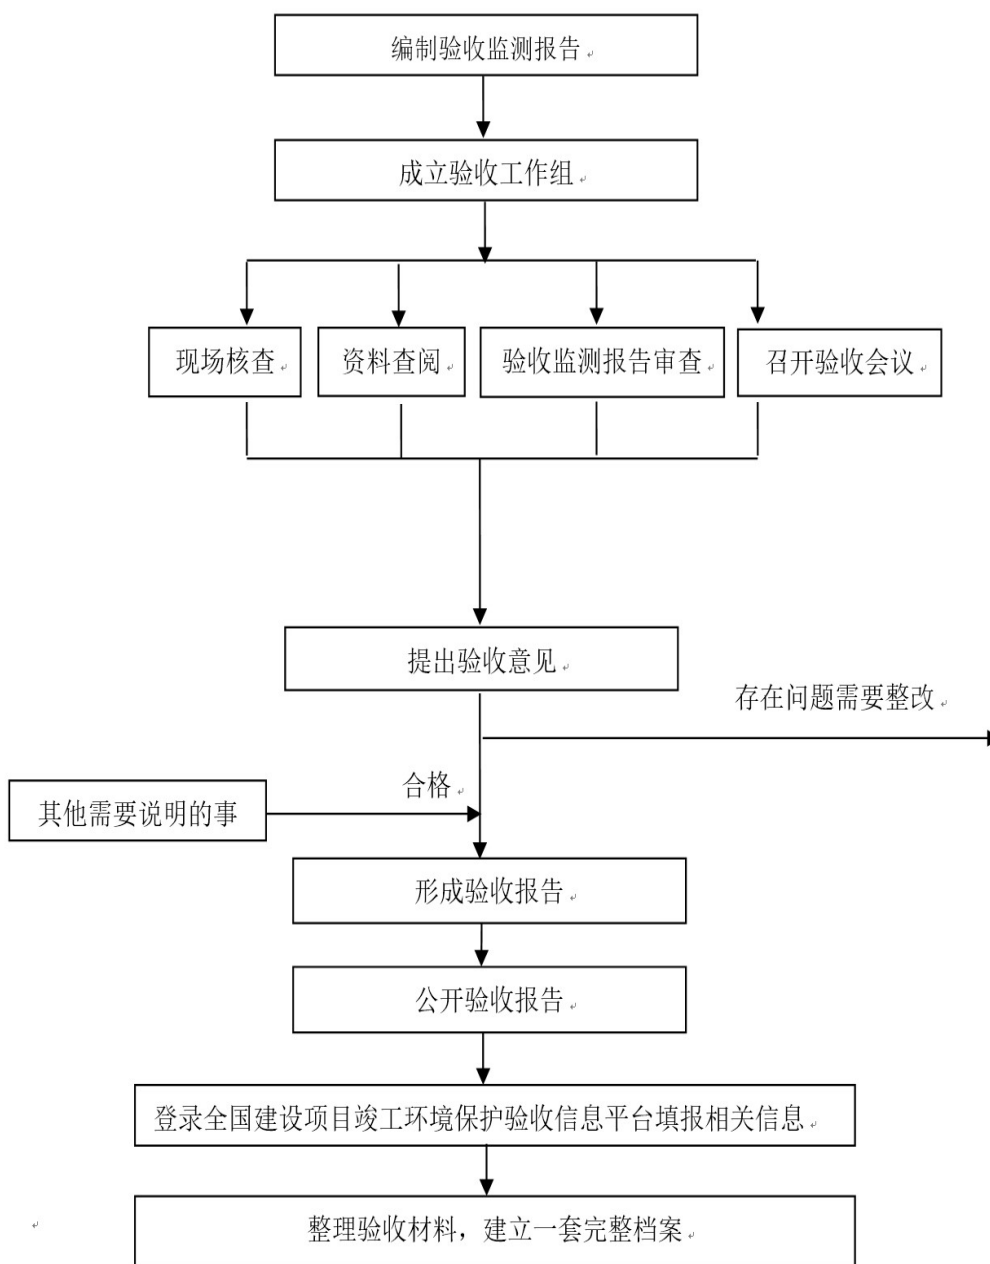 编制验收监测报告
成立验收工作组
现场核查
资料查阅
验收监测报告审查
召开验收会议
提出验收意见
存在问题需要整改
合格
其他需要说明的事
形成验收报告
公开验收报告
登录全国建设项目竣工环境保护验收信息平台填报相关信息
整理验收材料，建立一套完整档案